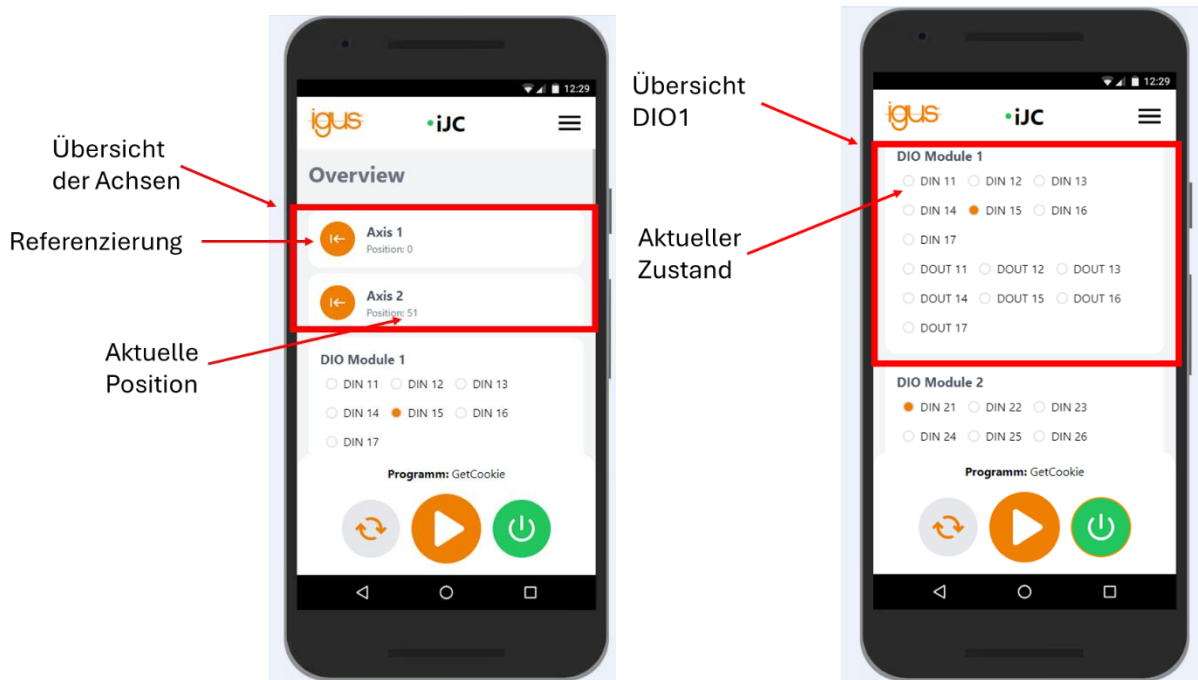 Übersicht
der Achsen
Referenzierung
Aktuelle
Position
12:29
igus
iJC
Overview
Axis 1
Position: 0
Axis 2
Position: 51
DIO Module 1
DIN 11 DIN 12 DIN 13
DIN 14 DIN 15 DIN 16
DIN 17
Programm: GetCookie
Übersicht
DIO1
Aktueller
Zustand
12:29
igus
iJC
DIO Module 1
DIN 11 DIN 12 DIN 13
DIN 14 DIN 15 DIN 16
DIN 17
DOUT 11 DOUT 12 DOUT 13
DOUT 14 DOUT 15 DOUT 16
DOUT 17
DIO Module 2
DIN 21 DIN 22 DIN 23
DIN 24 DIN 25 DIN 26
Programm: GetCookie